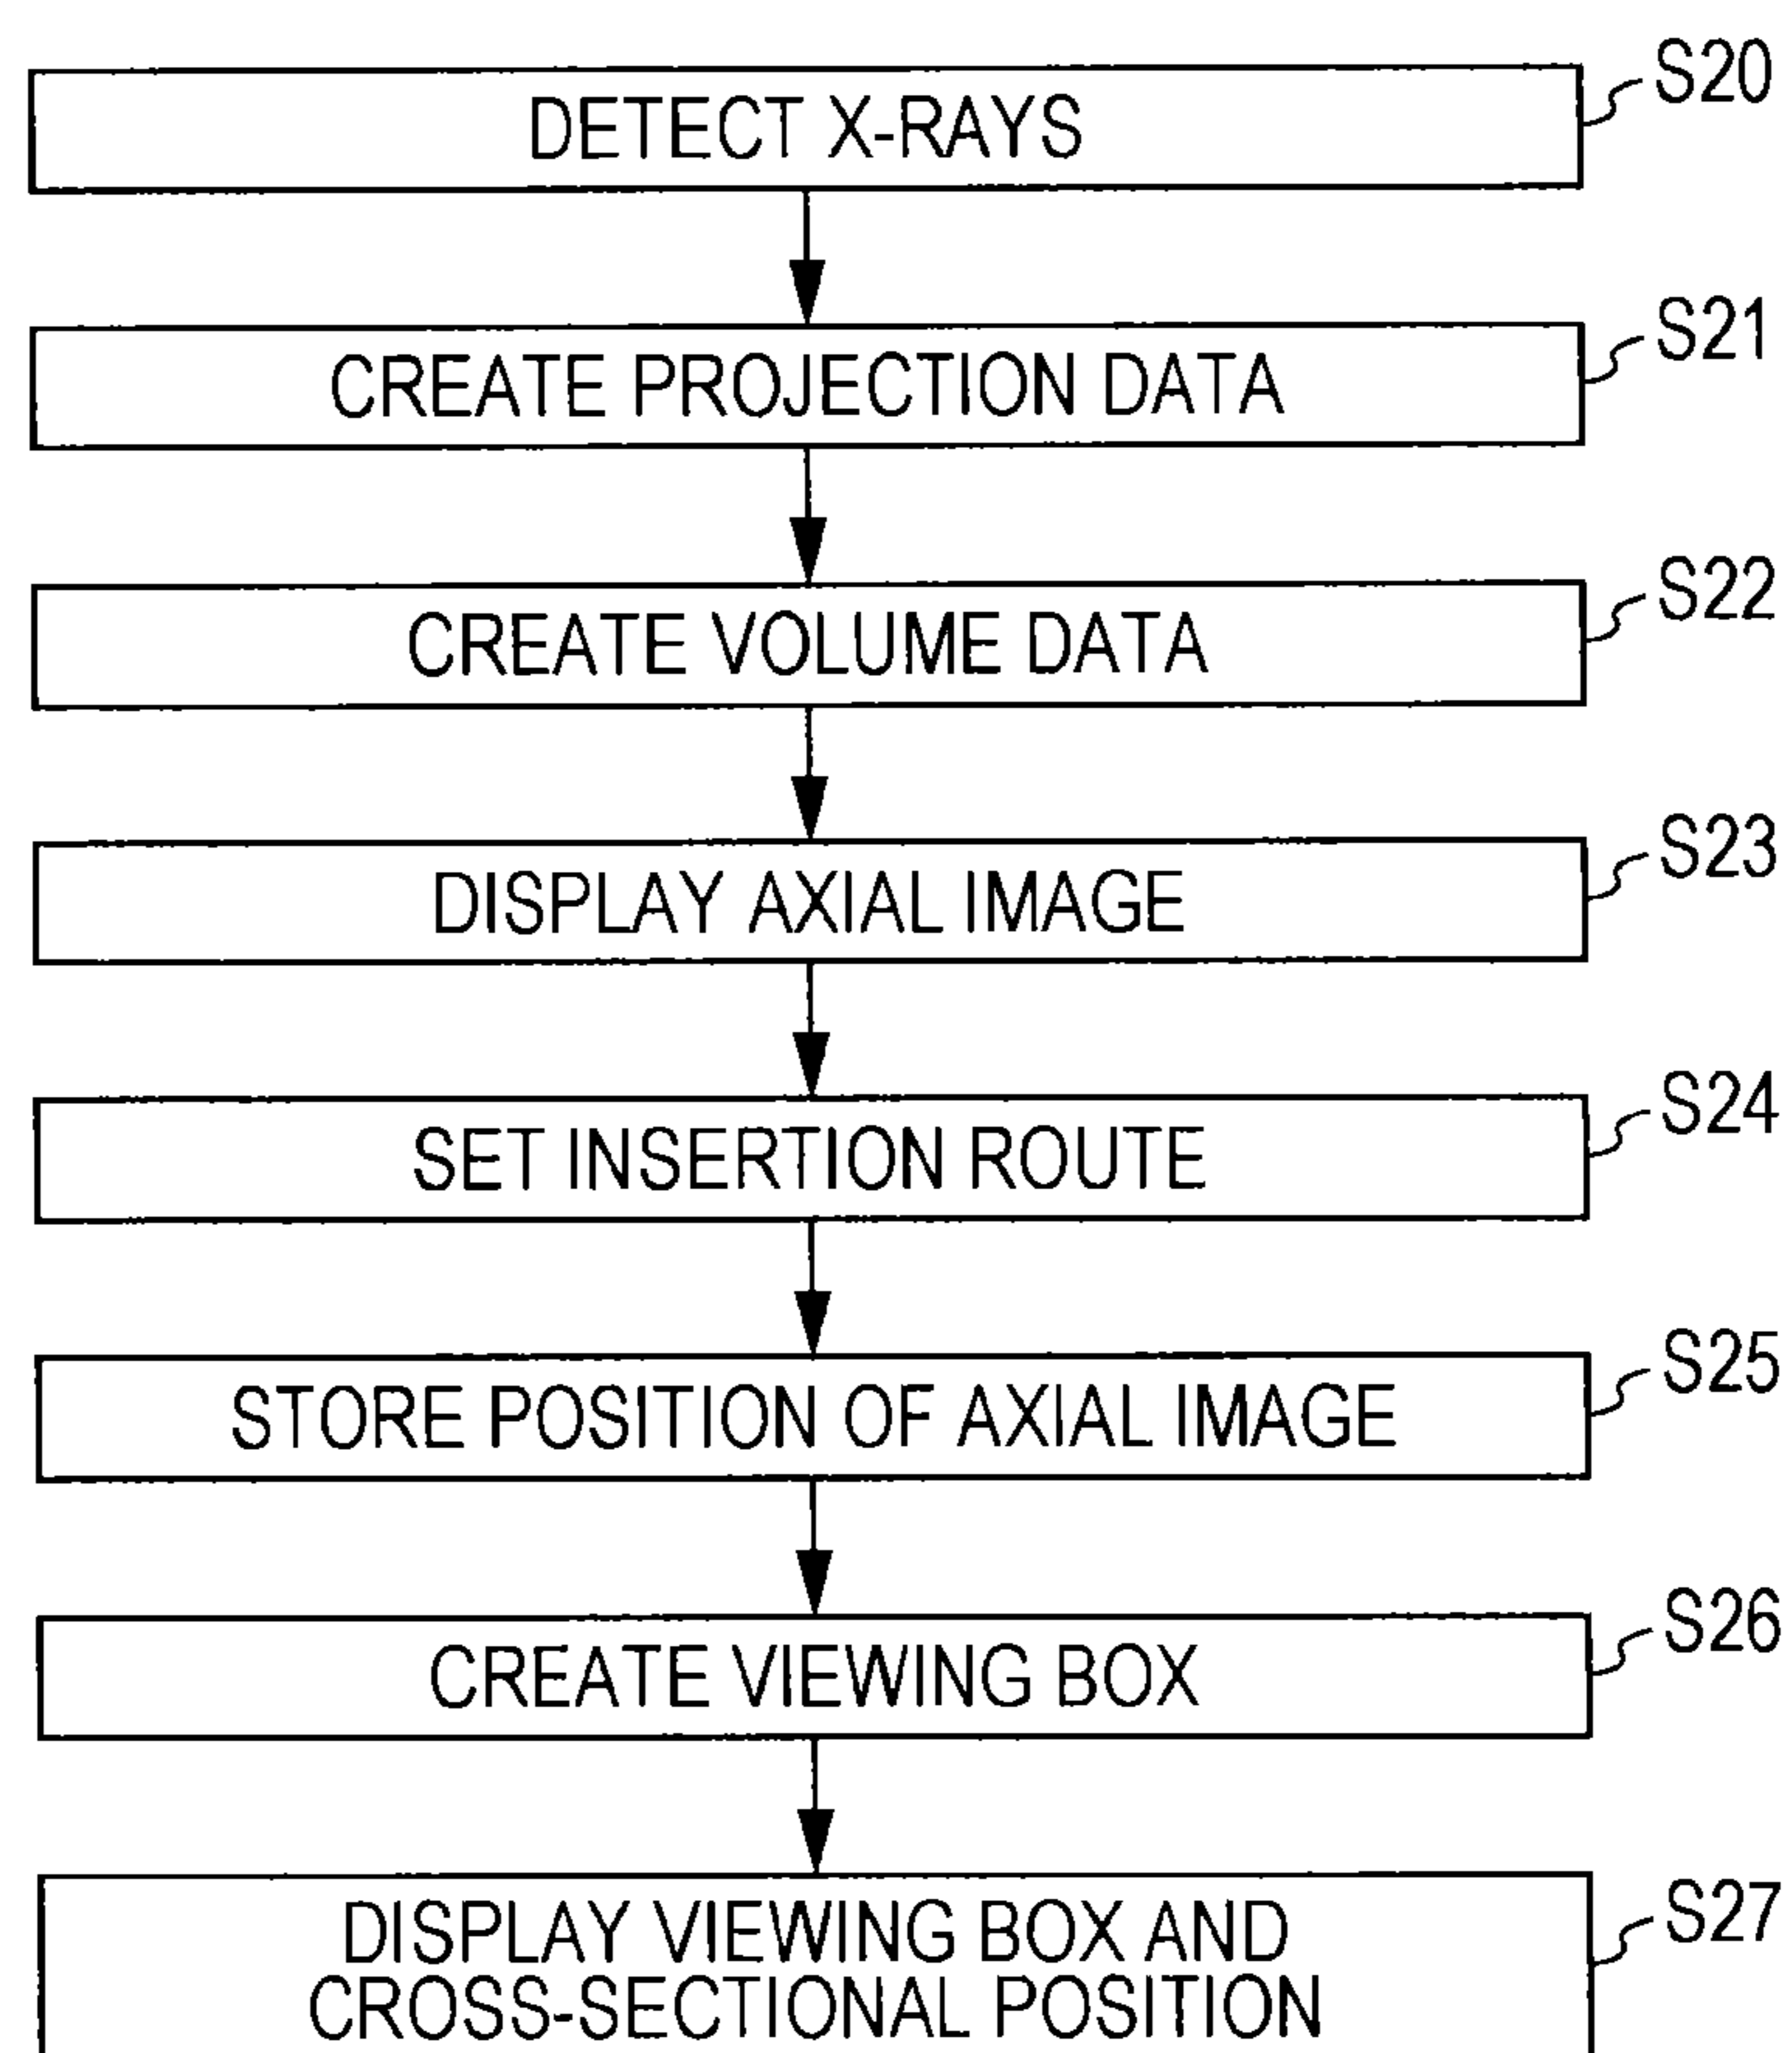 DETECT X-RAYS S20
CREATE PROJECTION DATA S21
CREATE VOLUME DATA S22
DISPLAY AXIAL IMAGE S23
SET INSERTION ROUTE S24
STORE POSITION OF AXIAL IMAGE S25
CREATE VIEWING BOX S26
DISPLAY VIEWING BOX AND S27
CROSS-SECTIONAL POSITION